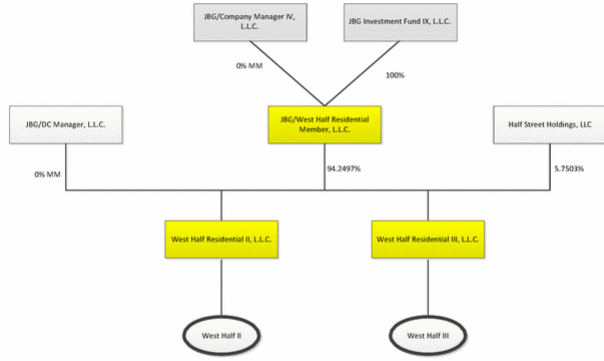 JBG/Company Manager IV,
L.L.C.
JBG Investment Fund IX, L.L.C.
0% MM
100%
JBG/DC Manager, L.L.C.
JBG/West Half Residential
Member, L.L.C.
Half Street Holdings, LLC
0% MM
94.2497%
5.7503%
West Half Residential II, L.L.C.
West Half Residential III, L.L.C.
West Half II
West Half III